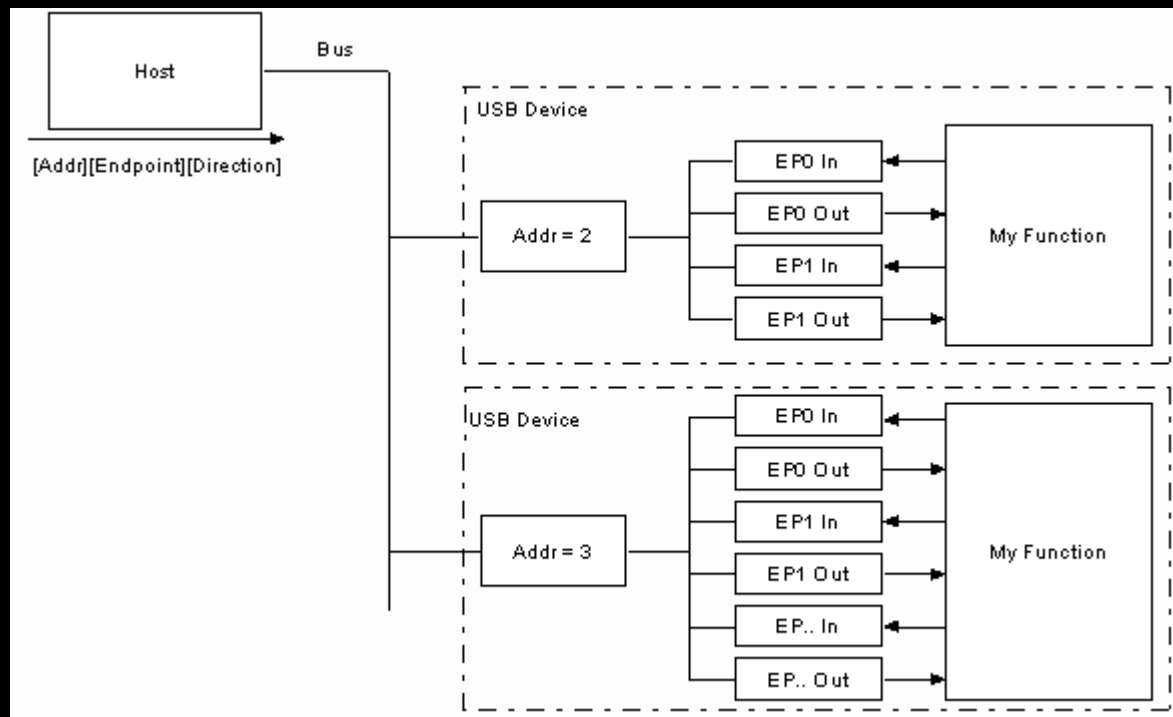 Host
Bus
[Addr][Endpoint][Direction]
USB Device
Addr = 2
EP0 In
EP0 Out
EP1 In
EP1 Out
My Function
USB Device
Addr = 3
EP0 In
EP0 Out
EP1 In
EP1 Out
EP.. In
EP.. Out
My Function